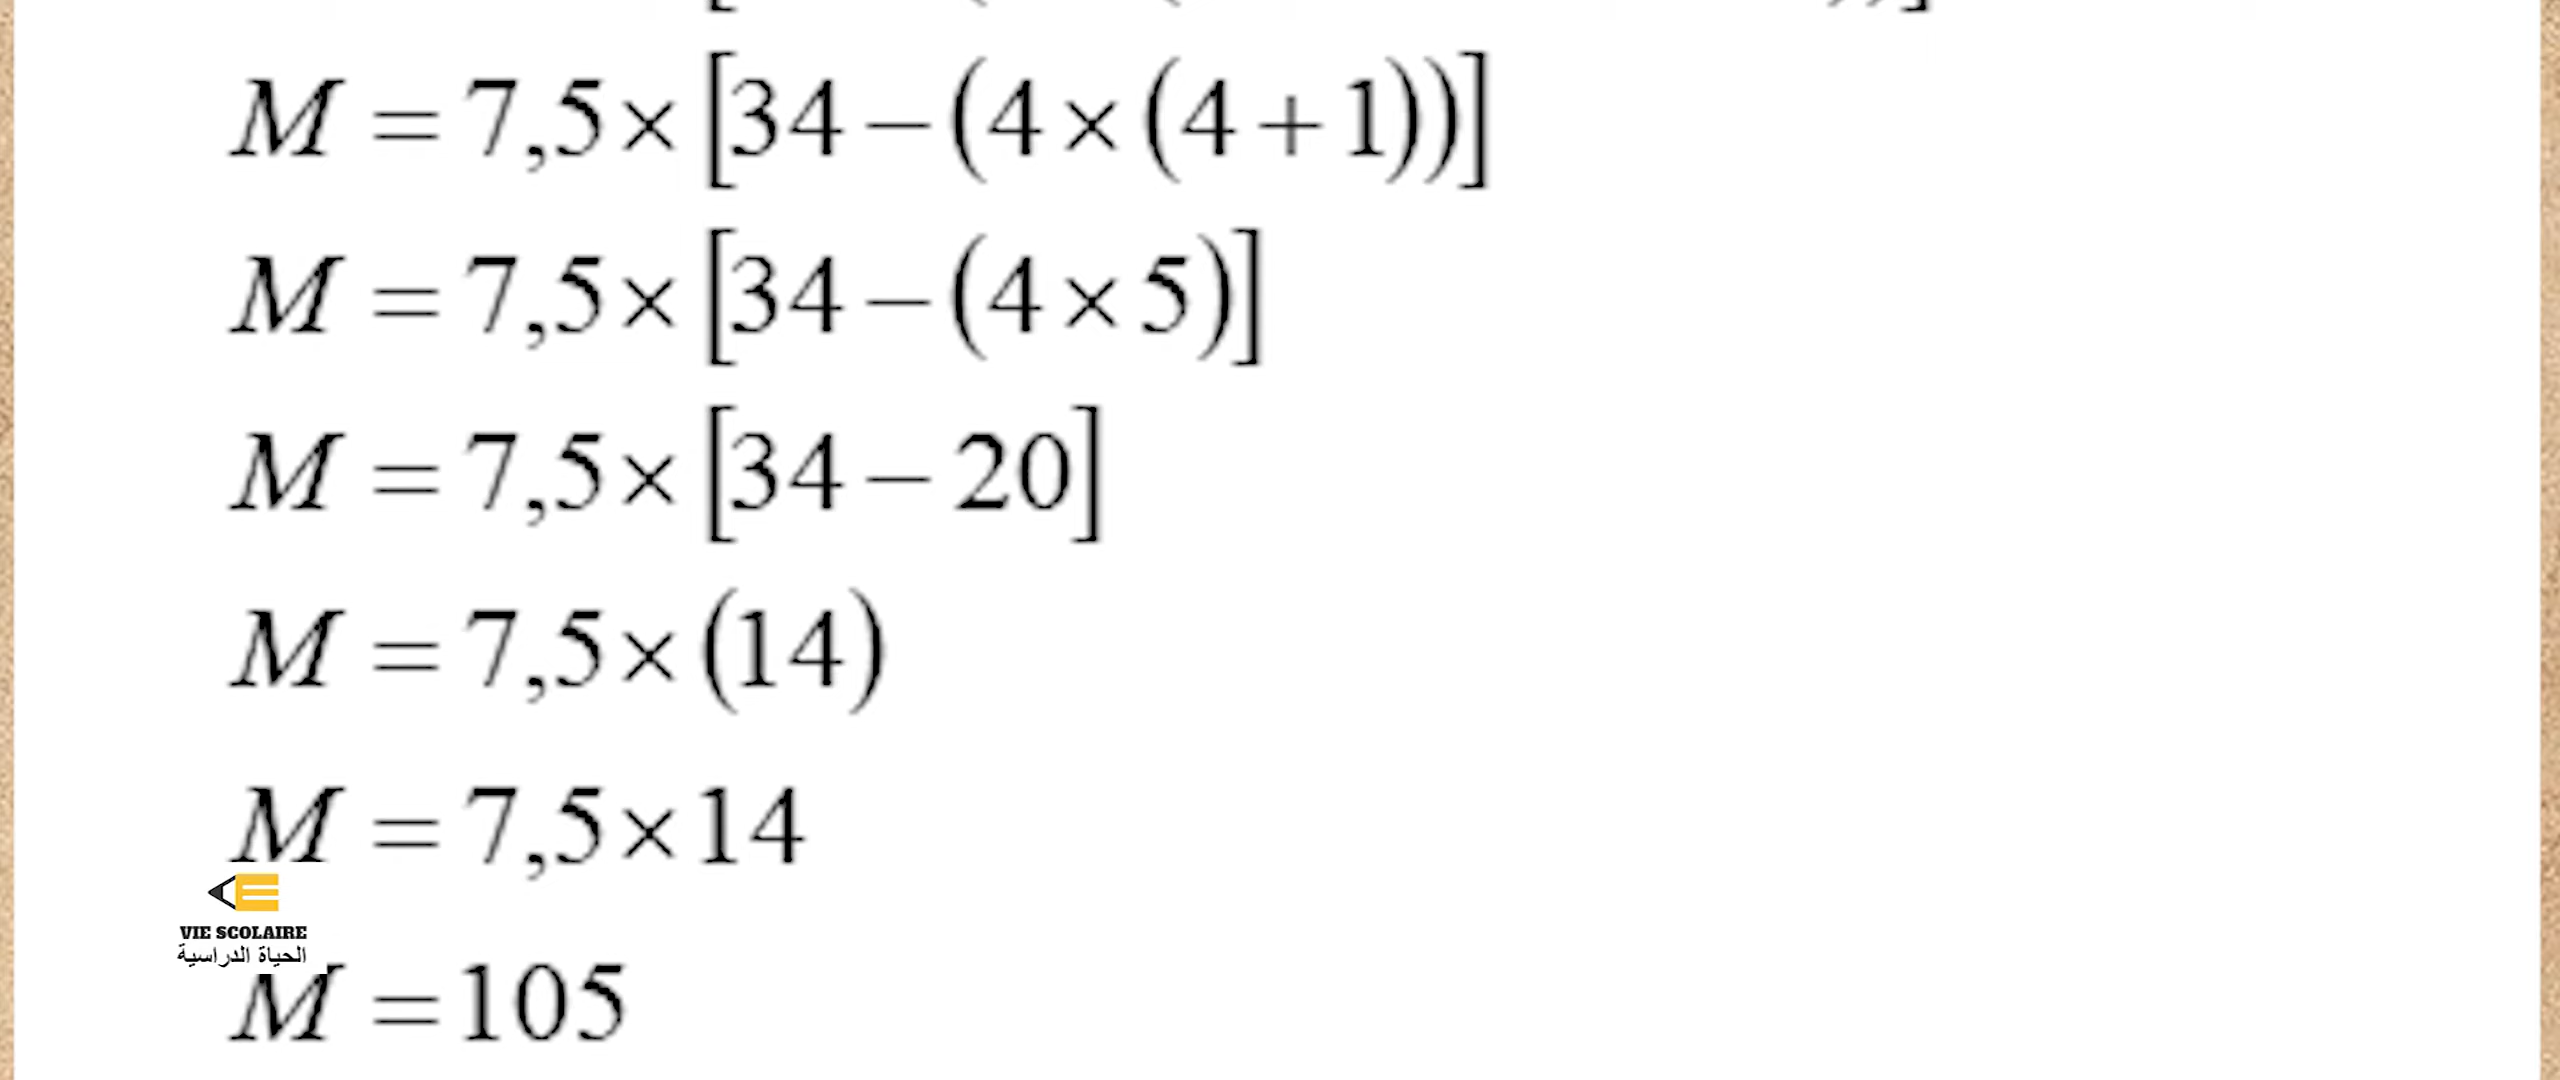 M = 7,5×[34−(4×(4+1))]
M = 7,5×[34−(4×5)]
M = 7,5×[34−20]
M = 7,5×(14)
M = 7,5×14
VIE SCOLAIRE
الحياة الدراسية
M = 105